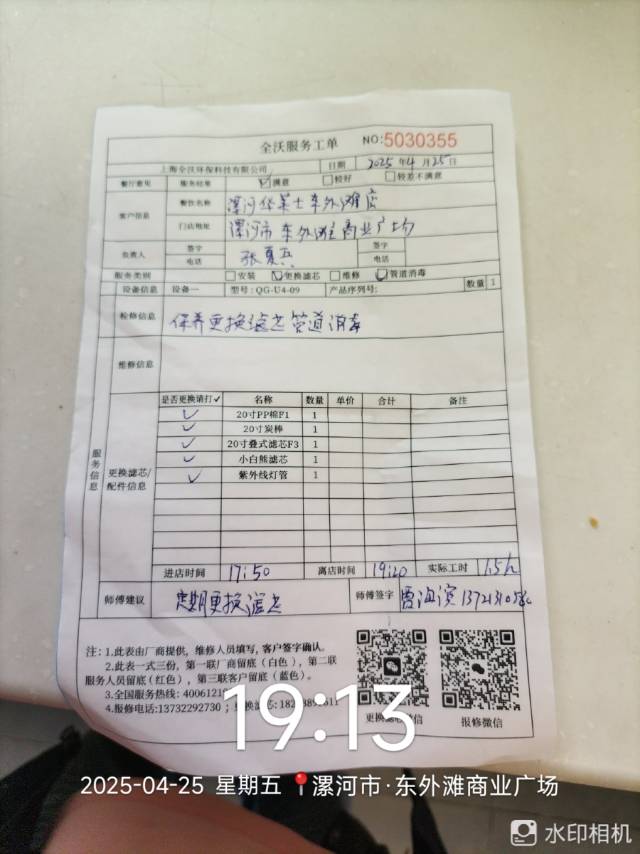 全沃服务工单 NO:5030355
上海全沃环保科技有限公司 日期 2025年4月25日
餐厅意见 服务结果 ☑满意 □较好 □较差不满意
客户信息 餐饮名称 漯河华莱士东外滩店
门店地址 漯河市东外滩商业广场
负责人 签字 张夏兵 签字
电话 电话
服务类别 □安装 ☑更换滤芯 □维修 ☑管道消毒
设备信息 设备一 型号:QG-U4-09 产品序列号: 数量 1
检修信息 保养更换滤芯管道消毒
维修信息
服务信息
更换滤芯/配件信息
是否更换请打✓ 名称 数量 单价 合计 备注
✓ 20寸PP棉F1 1
✓ 20寸炭棒 1
✓ 20寸叠式滤芯F3 1
✓ 小白熊滤芯 1
✓ 紫外线灯管 1
进店时间 17:50 离店时间 19:20 实际工时 1.5h
师傅建议 定期更换滤芯 师傅签字
注:1.此表由厂商提供,维修人员填写,客户签字确认。
2.此表一式三份,第一联厂商留底(白色),第二联
服务人员留底(红色),第三联客户留底(蓝色)。
3.全国服务热线:4006121
4.报修电话:13732292730;
报修微信
19:13
2025-04-25 星期五 漯河市·东外滩商业广场
水印相机